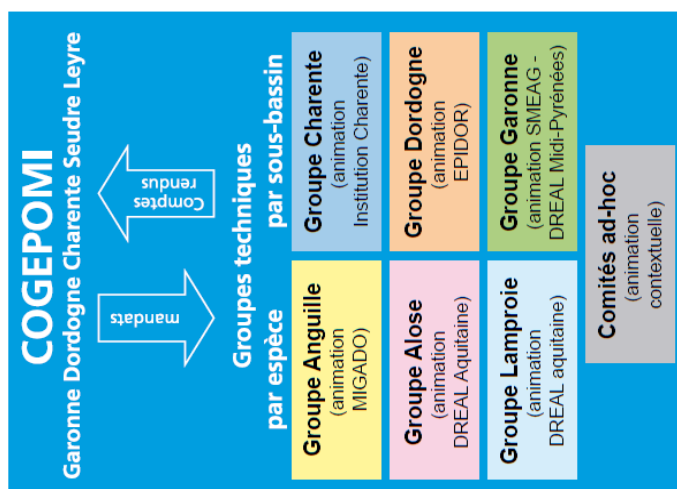 COGEPOMI
Garonne Dordogne Charente Seudre Leyre
mandats
Comptes
rendus
Groupes techniques
par espèce
par sous-bassin
Groupe Anguille
(animation
MIGADO)
Groupe Charente
(animation
Institution Charente)
Groupe Alose
(animation
DREAL Aquitaine)
Groupe Dordogne
(animation
EPIDOR)
Groupe Lamproie
(animation
DREAL aquitaine)
Groupe Garonne
(animation SMEAG -
DREAL Midi-Pyrénées)
Comités ad-hoc
(animation
contextuelle)